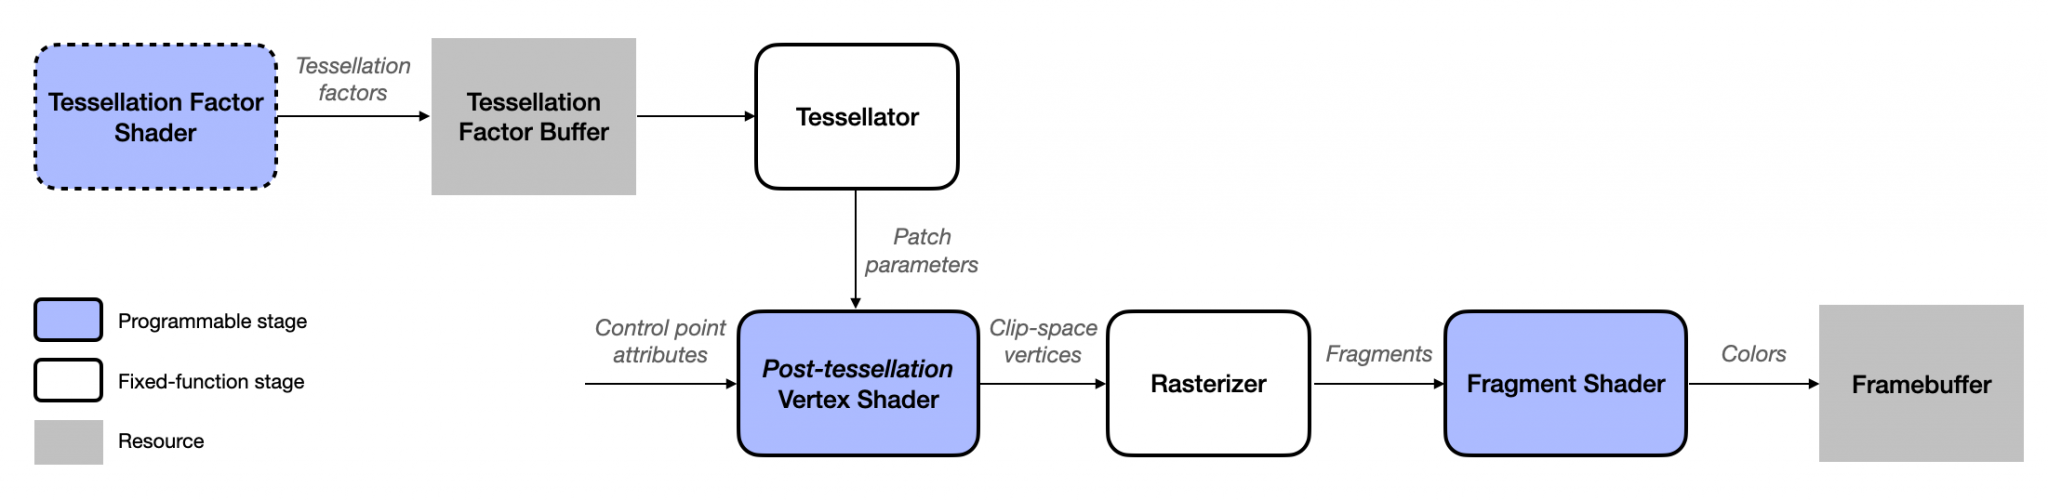 Tessellation Factor
Shader
Tessellation
factors
Tessellation
Factor Buffer
Tessellator
Patch
parameters
Programmable stage
Fixed-function stage
Resource
Control point
attributes
Post-tessellation
Vertex Shader
Clip-space
vertices
Rasterizer
Fragments
Fragment Shader
Colors
Framebuffer